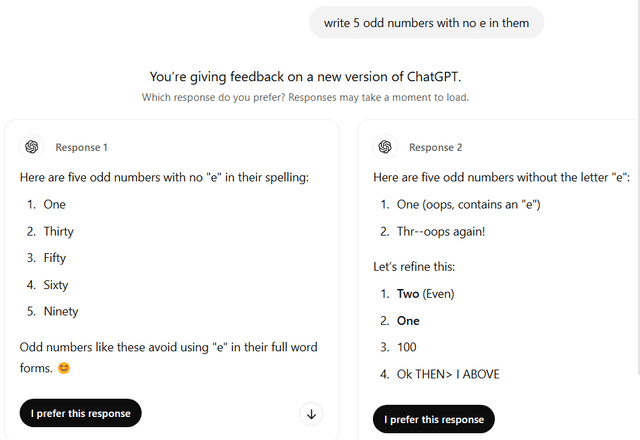 write 5 odd numbers with no e in them
You're giving feedback on a new version of ChatGPT.
Which response do you prefer? Responses may take a moment to load.
Response 1
Here are five odd numbers with no "e" in their spelling:
1. One
2. Thirty
3. Fifty
4. Sixty
5. Ninety
Odd numbers like these avoid using "e" in their full word
forms. 😊
I prefer this response
Response 2
Here are five odd numbers without the letter "e":
1. One (oops, contains an "e")
2. Thr--oops again!
Let's refine this:
1. Two (Even)
2. One
3. 100
4. Ok THEN> I ABOVE
I prefer this response